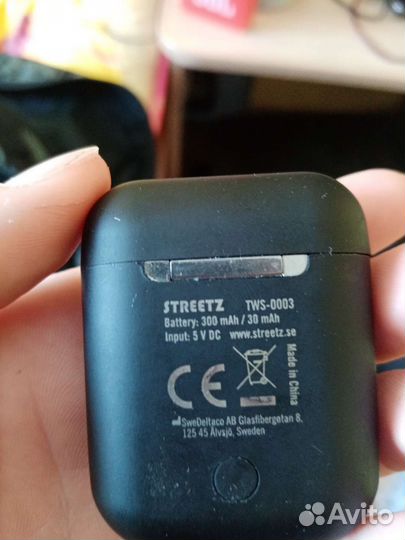 STREETZ TWS-0003
Battery: 300 mAh / 30 mAh
Input: 5 V DC www.streetz.se
Made in China
CE
SweDeltaco AB Glasfibergatan 8,
125 45 Älvsjö, Sweden
Avito